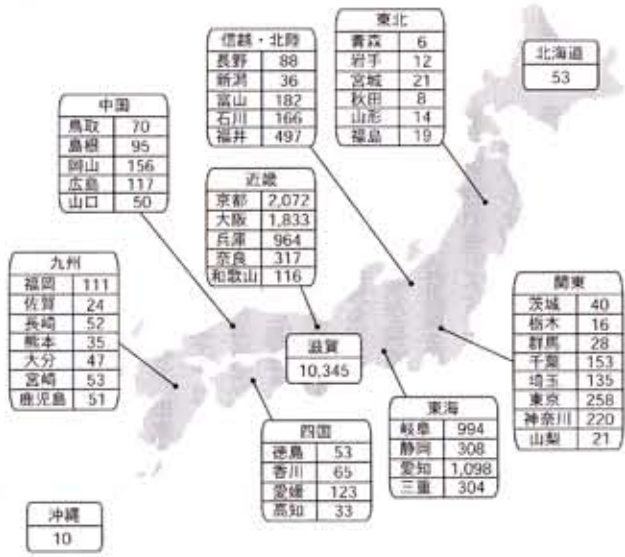 東北
青森 6
岩手 12
宮城 21
秋田 8
山形 14
福島 19
北海道
53
信越・北陸
長野 88
新潟 36
富山 182
石川 166
福井 497
中国
鳥取 70
島根 95
岡山 156
広島 117
山口 50
近畿
京都 2,072
大阪 1,833
兵庫 964
奈良 317
和歌山 116
九州
福岡 111
佐賀 24
長崎 52
熊本 35
大分 47
宮崎 53
鹿児島 51
滋賀
10,345
関東
茨城 40
栃木 16
群馬 28
千葉 153
埼玉 135
東京 258
神奈川 220
山梨 21
東海
岐阜 994
静岡 308
愛知 1,098
三重 304
四国
徳島 53
香川 65
愛媛 123
高知 33
沖縄
10